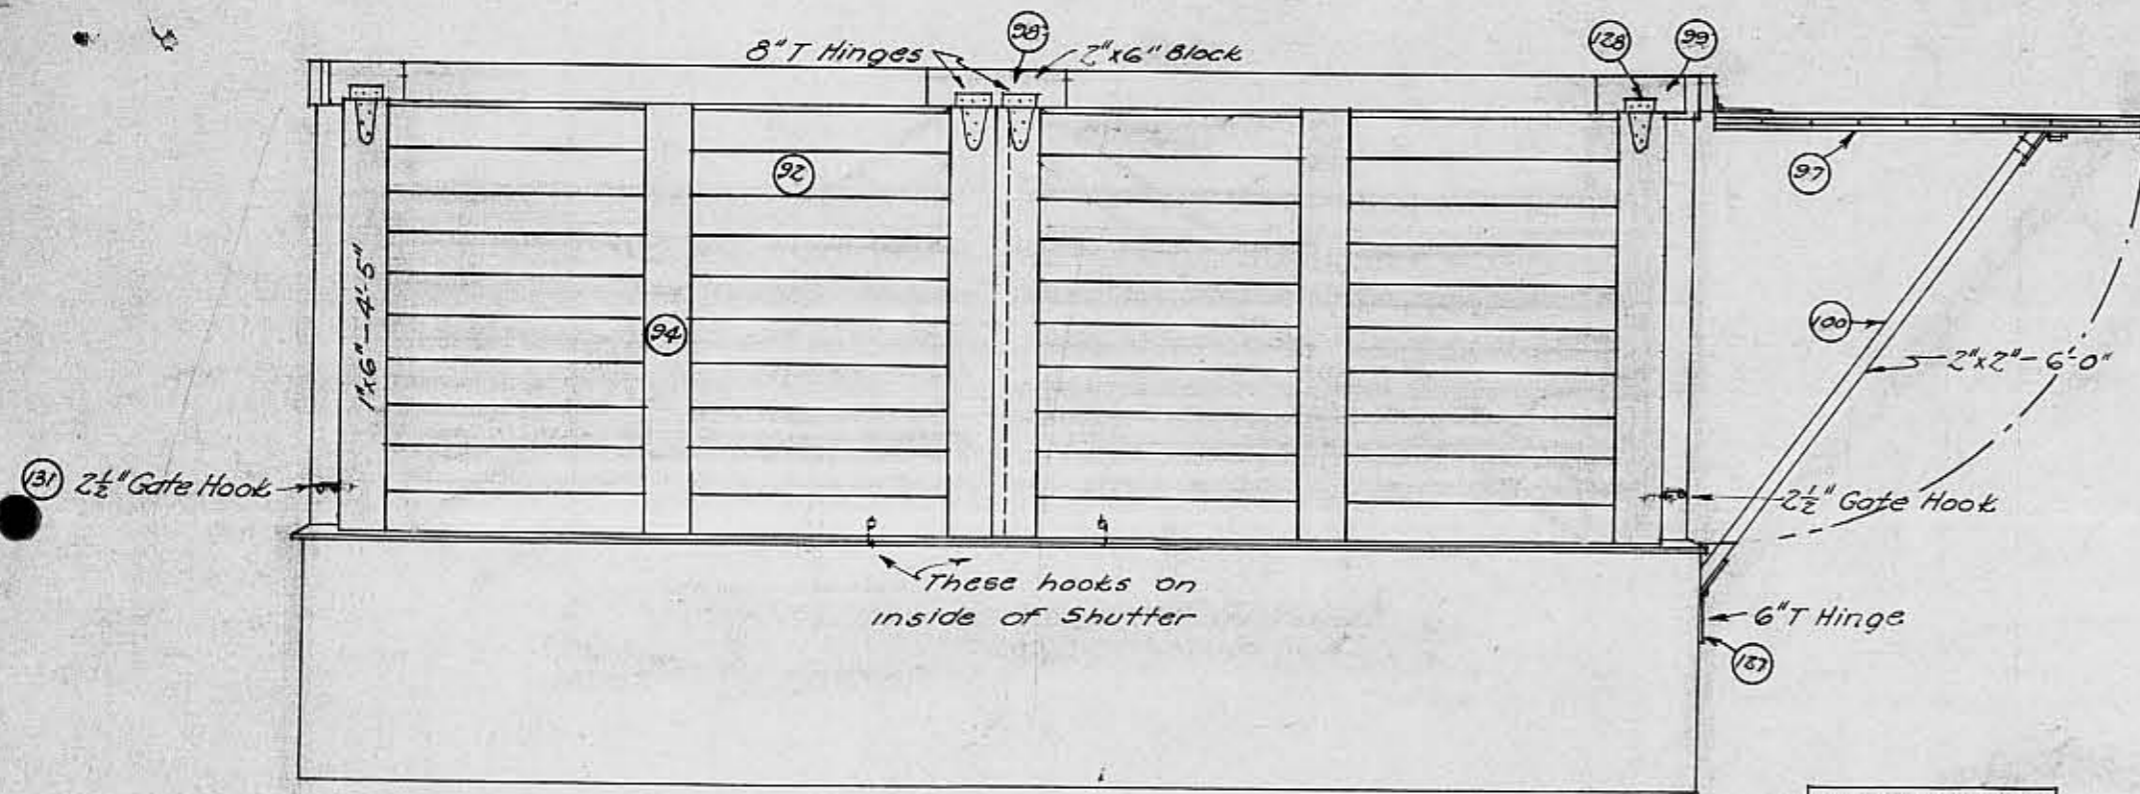 8" T Hinges
98
2"x6" Block
128
99
92
97
1"x6"-4'-5"
94
100
2"x2"-6'-0"
131 2½" Gate Hook
2½" Gate Hook
These hooks on
inside of Shutter
6" T Hinge